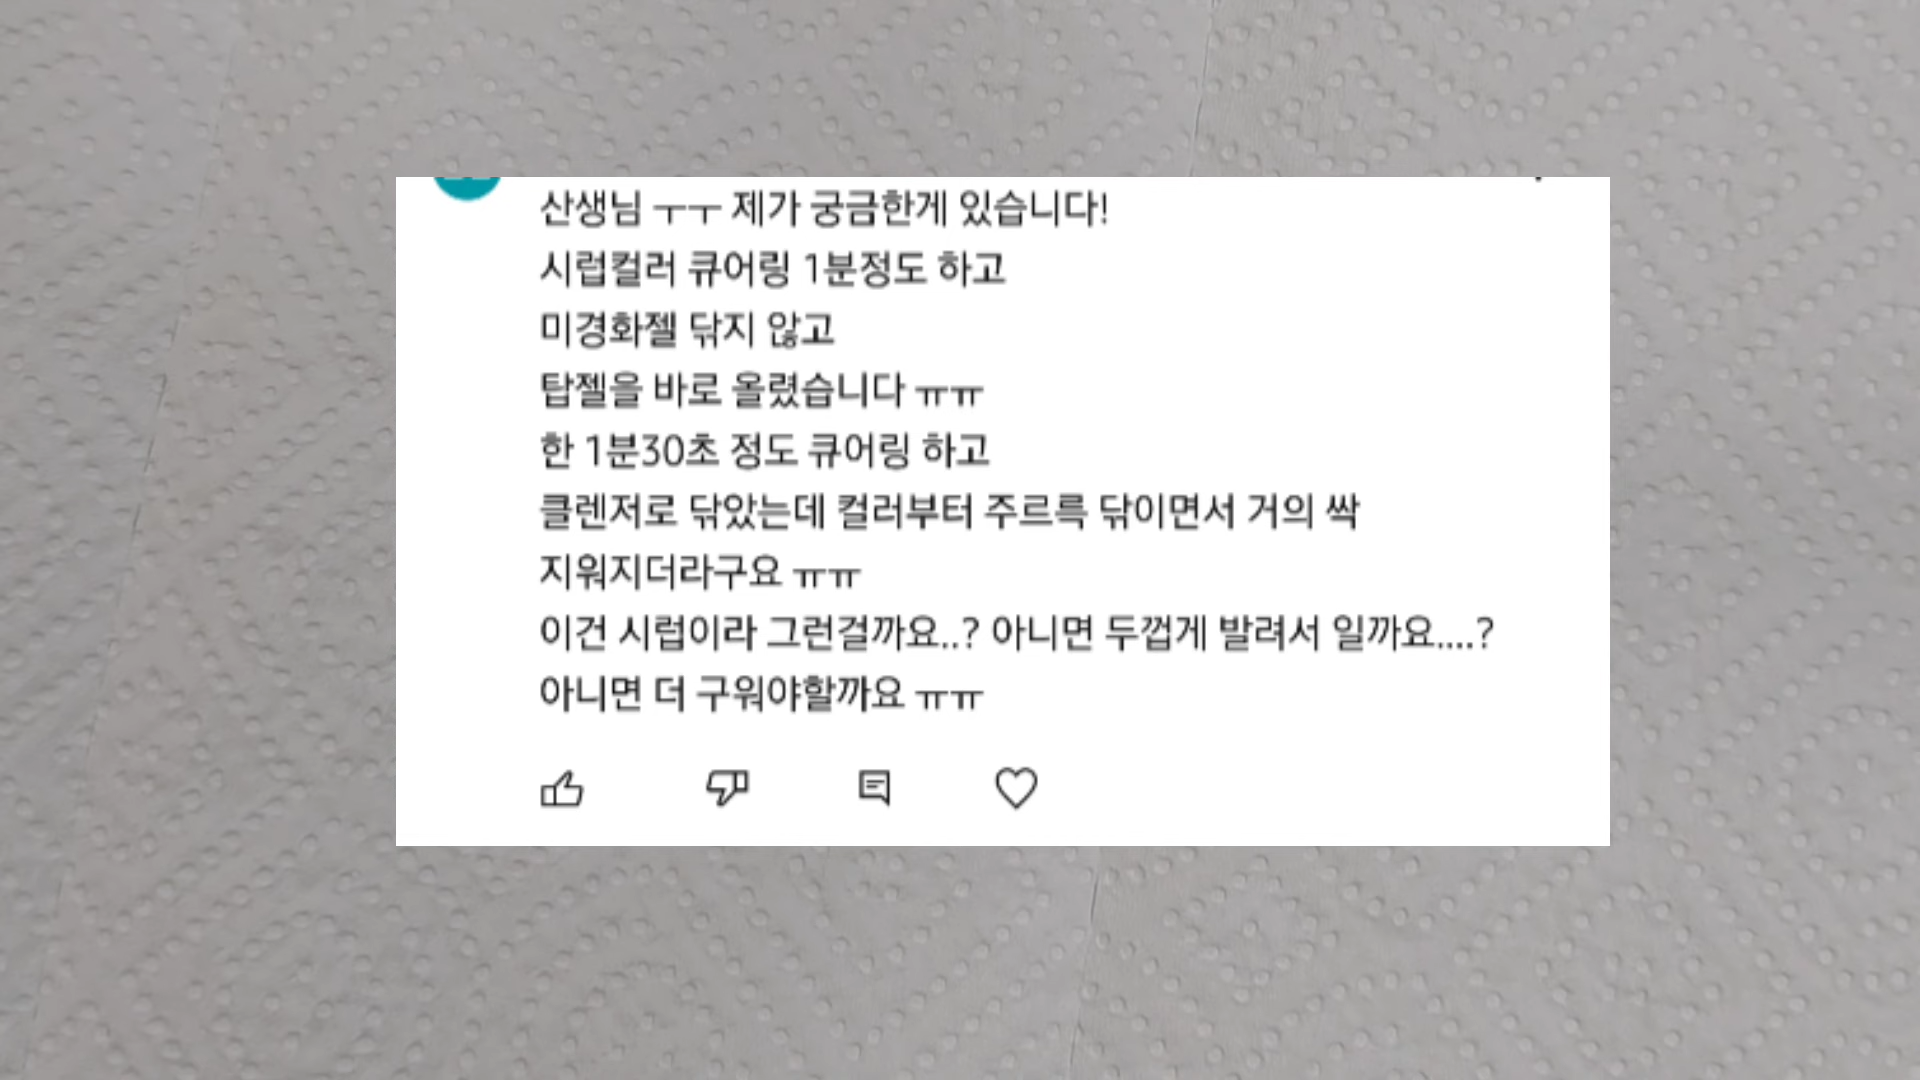 산생님 ㅜㅜ 제가 궁금한게 있습니다!
시럽컬러 큐어링 1분정도 하고
미경화젤 닦지 않고
탑젤을 바로 올렸습니다 ㅠㅠ
한 1분30초 정도 큐어링 하고
클렌저로 닦았는데 컬러부터 주르륵 닦이면서 거의 싹
지워지더라구요 ㅠㅠ
이건 시럽이라 그런걸까요..? 아니면 두껍게 발려서 일까요....?
아니면 더 구워야할까요 ㅠㅠ